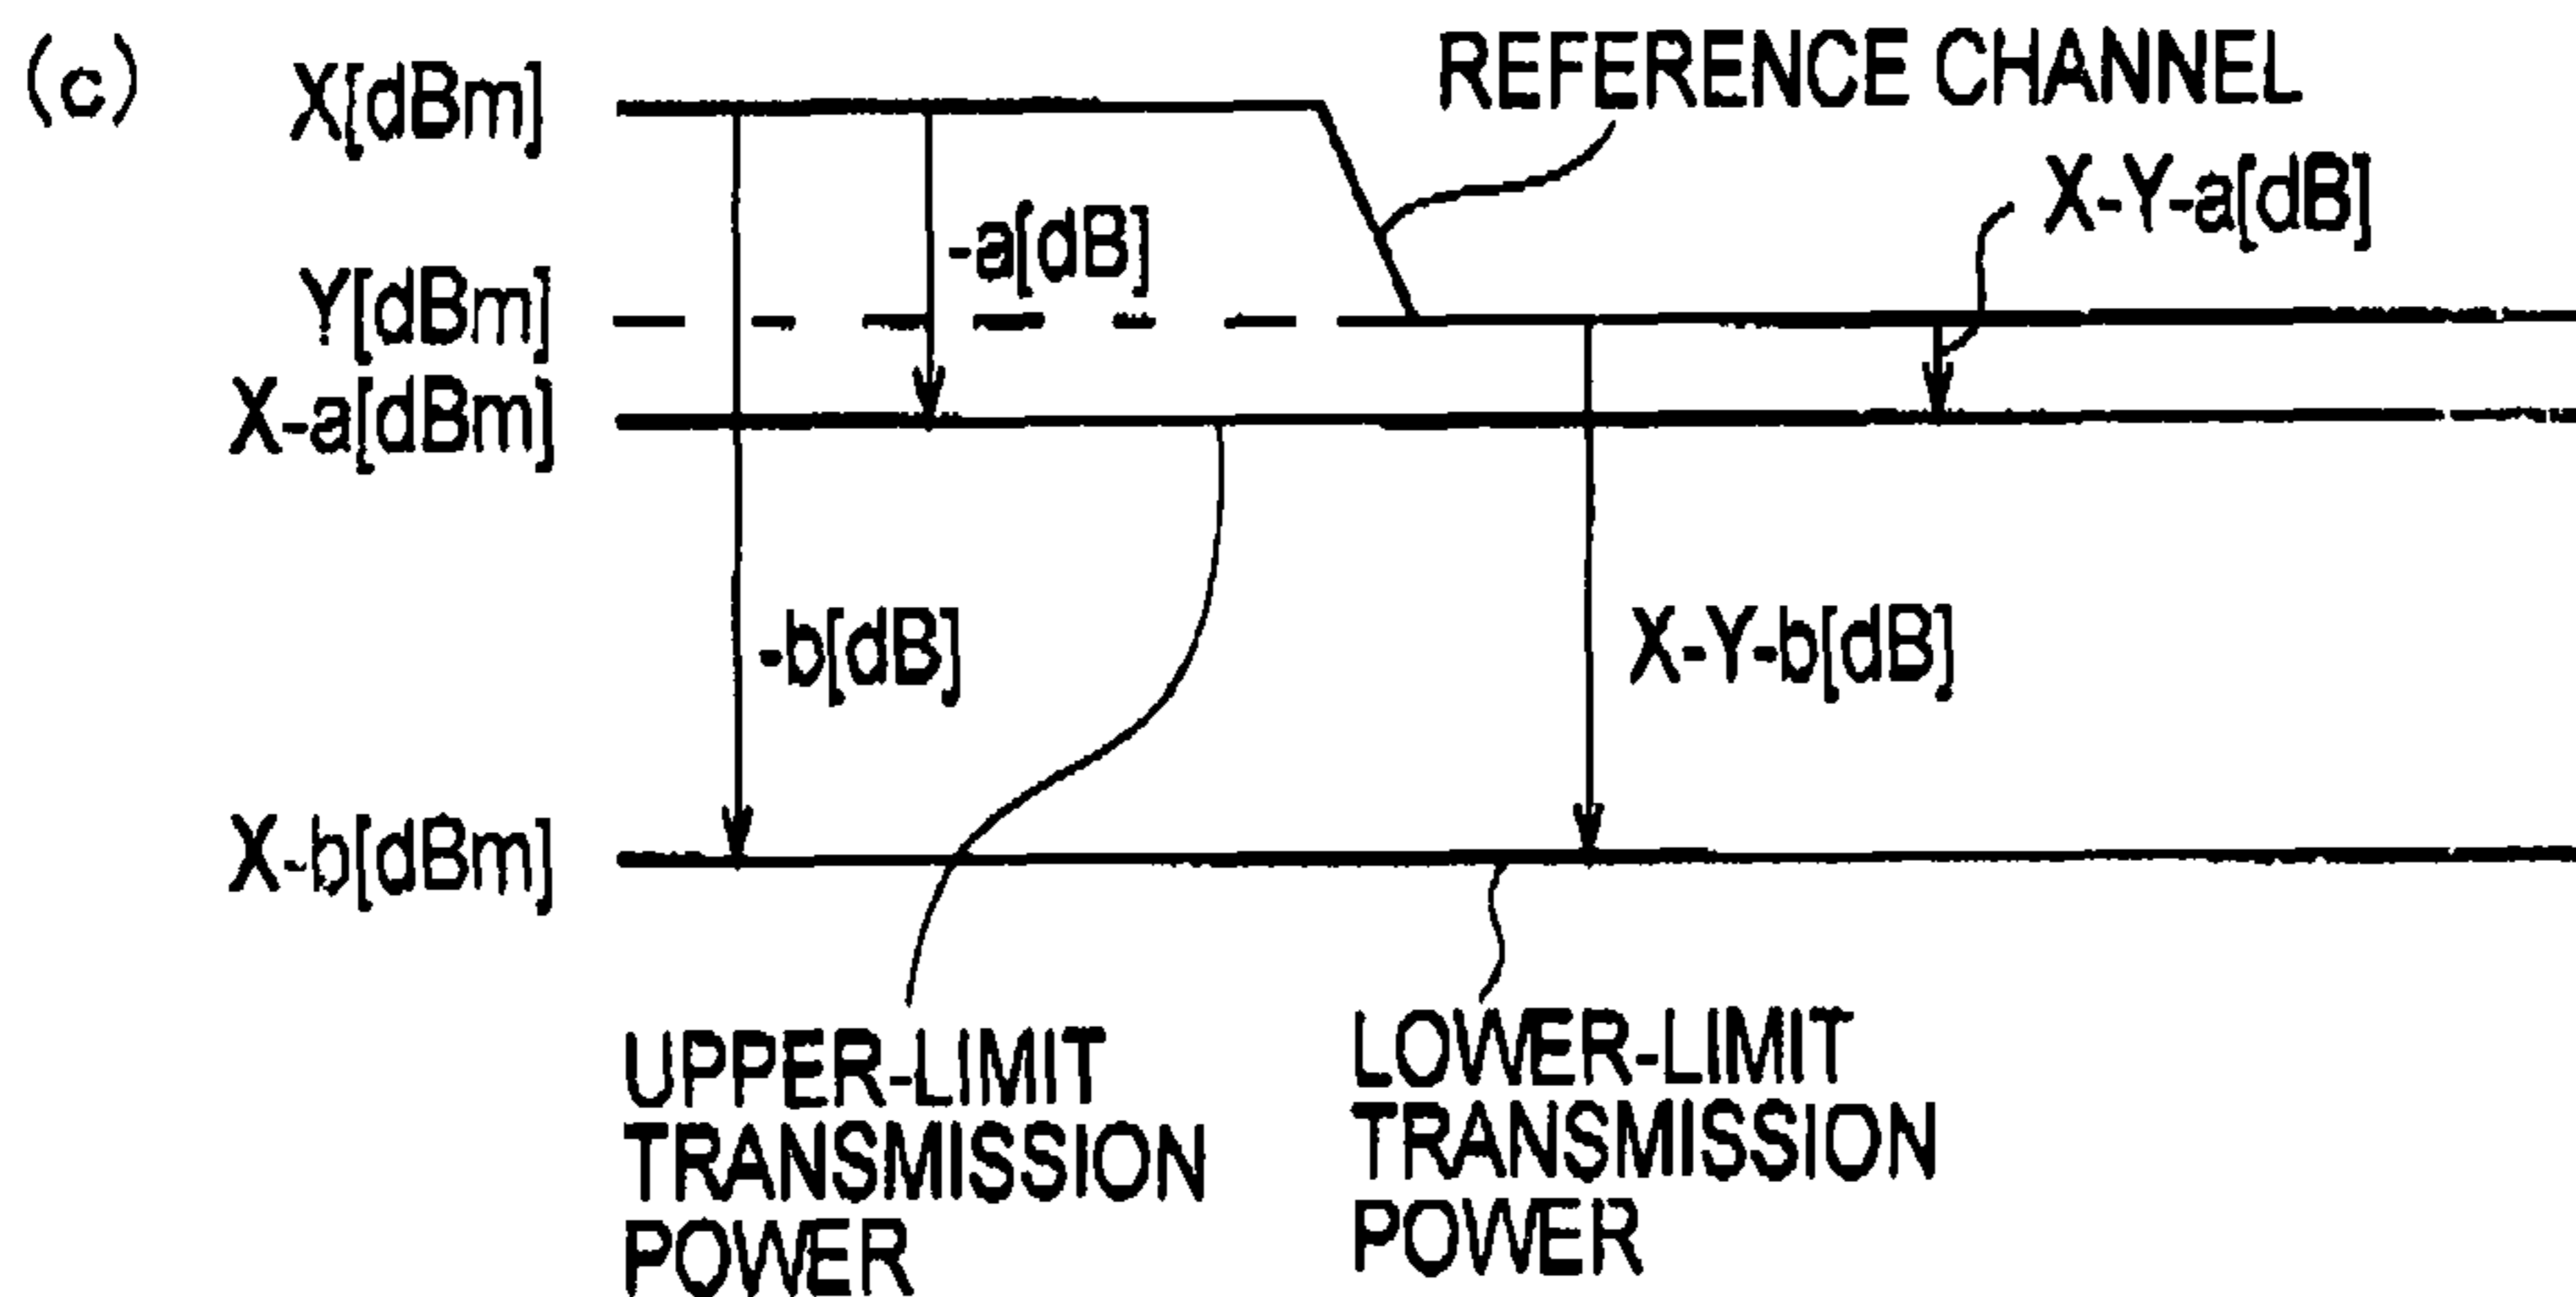 (c)
X[dBm]
REFERENCE CHANNEL
X-Y-a[dB]
-a[dB]
Y[dBm]
X-a[dBm]
-b[dB]
X-Y-b[dB]
X-b[dBm]
UPPER-LIMIT
TRANSMISSION
POWER
LOWER-LIMIT
TRANSMISSION
POWER